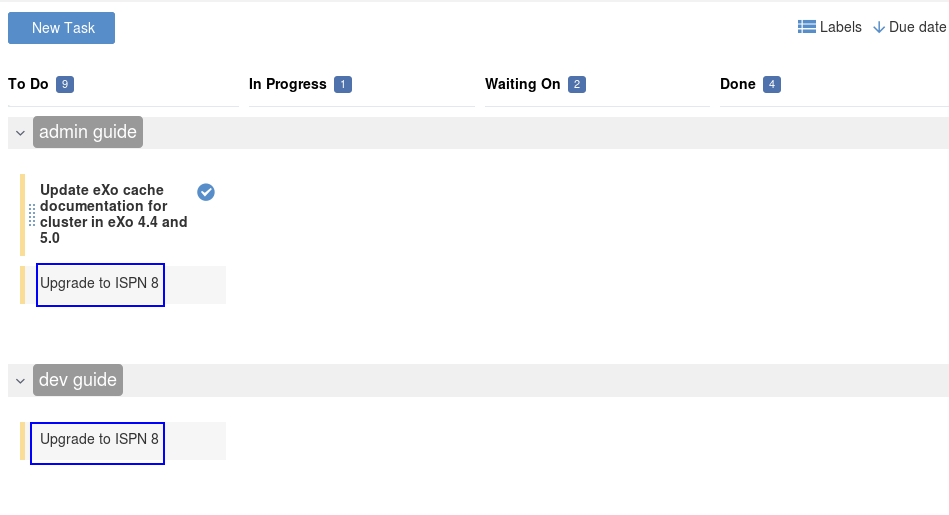 New Task
Labels Due date
To Do 9 In Progress 1 Waiting On 2 Done 4
admin guide
Update eXo cache
documentation for
cluster in eXo 4.4 and
5.0
Upgrade to ISPN 8
dev guide
Upgrade to ISPN 8